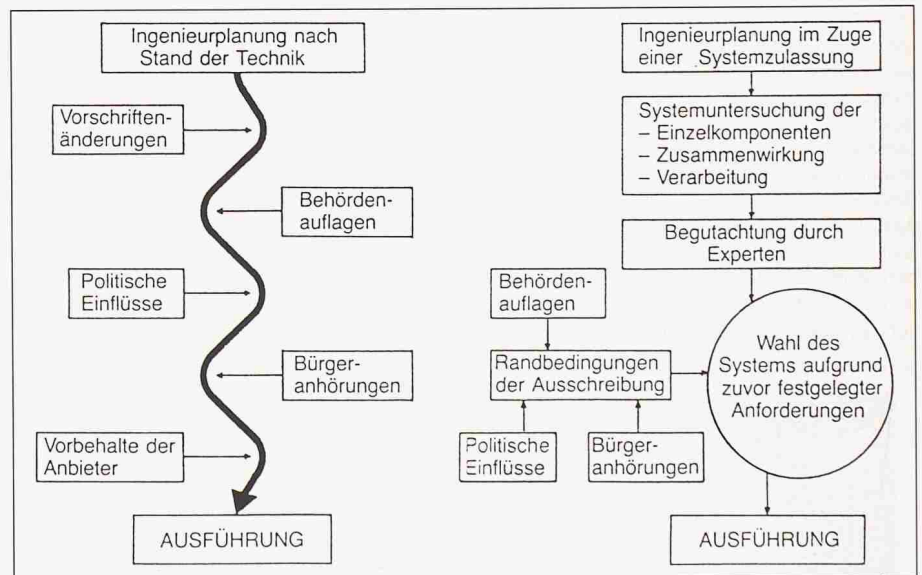 Ingenieurplanung nach
Stand der Technik
Vorschriften-
änderungen
Behörden-
auflagen
Politische
Einflüsse
Bürger-
anhörungen
Vorbehalte der
Anbieter
AUSFÜHRUNG
Ingenieurplanung im Zuge
einer Systemzulassung
Systemuntersuchung der
– Einzelkomponenten
– Zusammenwirkung
– Verarbeitung
Begutachtung durch
Experten
Behörden-
auflagen
Randbedingungen
der Ausschreibung
Politische
Einflüsse
Bürger-
anhörungen
Wahl des
Systems aufgrund
zuvor festgelegter
Anforderungen
AUSFÜHRUNG